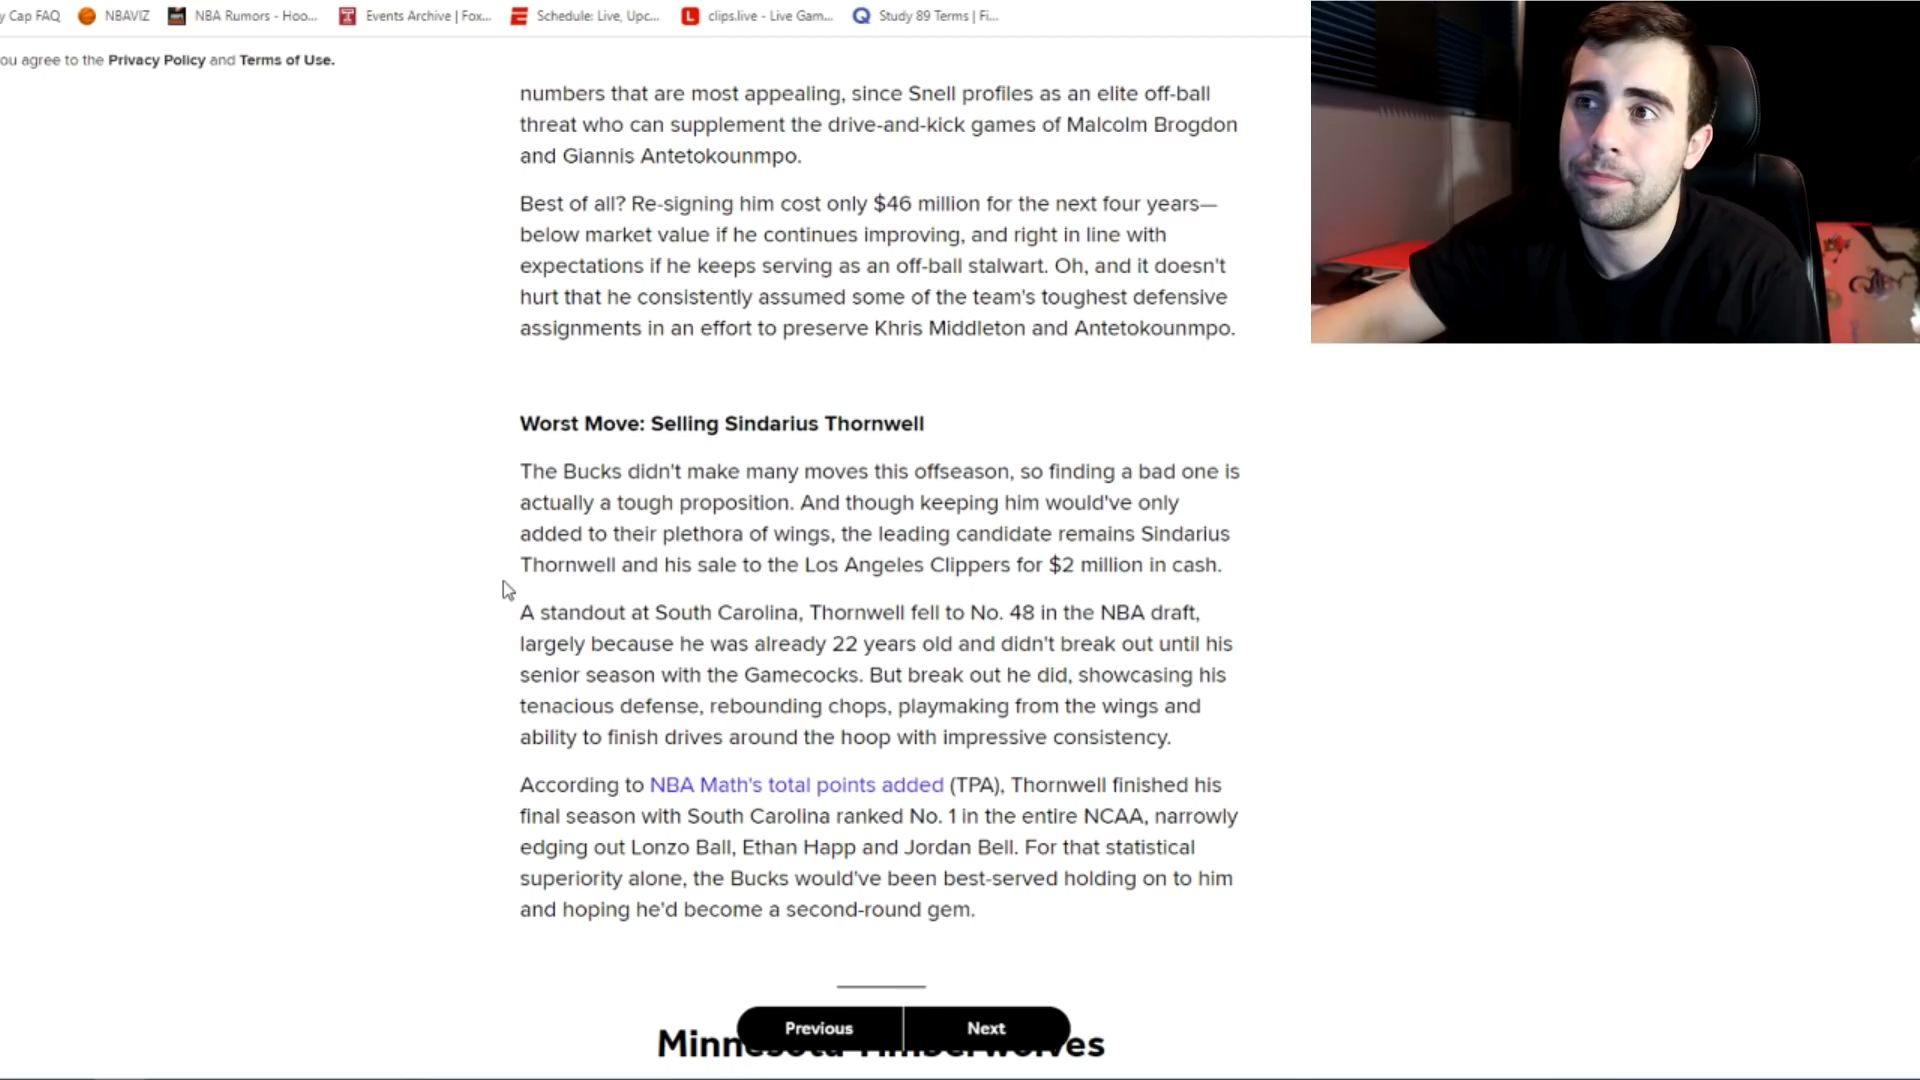 y Cap FAQ NBAVIZ NBA Rumors - Hoo... Events Archive | Fox... Schedule: Live, Upc... clips.live - Live Gam... Study 89 Terms | Fi...
ou agree to the Privacy Policy and Terms of Use.
numbers that are most appealing, since Snell profiles as an elite off-ball
threat who can supplement the drive-and-kick games of Malcolm Brogdon
and Giannis Antetokounmpo.
Best of all? Re-signing him cost only $46 million for the next four years—
below market value if he continues improving, and right in line with
expectations if he keeps serving as an off-ball stalwart. Oh, and it doesn't
hurt that he consistently assumed some of the team's toughest defensive
assignments in an effort to preserve Khris Middleton and Antetokounmpo.
Worst Move: Selling Sindarius Thornwell
The Bucks didn't make many moves this offseason, so finding a bad one is
actually a tough proposition. And though keeping him would've only
added to their plethora of wings, the leading candidate remains Sindarius
Thornwell and his sale to the Los Angeles Clippers for $2 million in cash.
A standout at South Carolina, Thornwell fell to No. 48 in the NBA draft,
largely because he was already 22 years old and didn't break out until his
senior season with the Gamecocks. But break out he did, showcasing his
tenacious defense, rebounding chops, playmaking from the wings and
ability to finish drives around the hoop with impressive consistency.
According to NBA Math's total points added (TPA), Thornwell finished his
final season with South Carolina ranked No. 1 in the entire NCAA, narrowly
edging out Lonzo Ball, Ethan Happ and Jordan Bell. For that statistical
superiority alone, the Bucks would've been best-served holding on to him
and hoping he'd become a second-round gem.
Previous Next
Minnesota Timberwolves